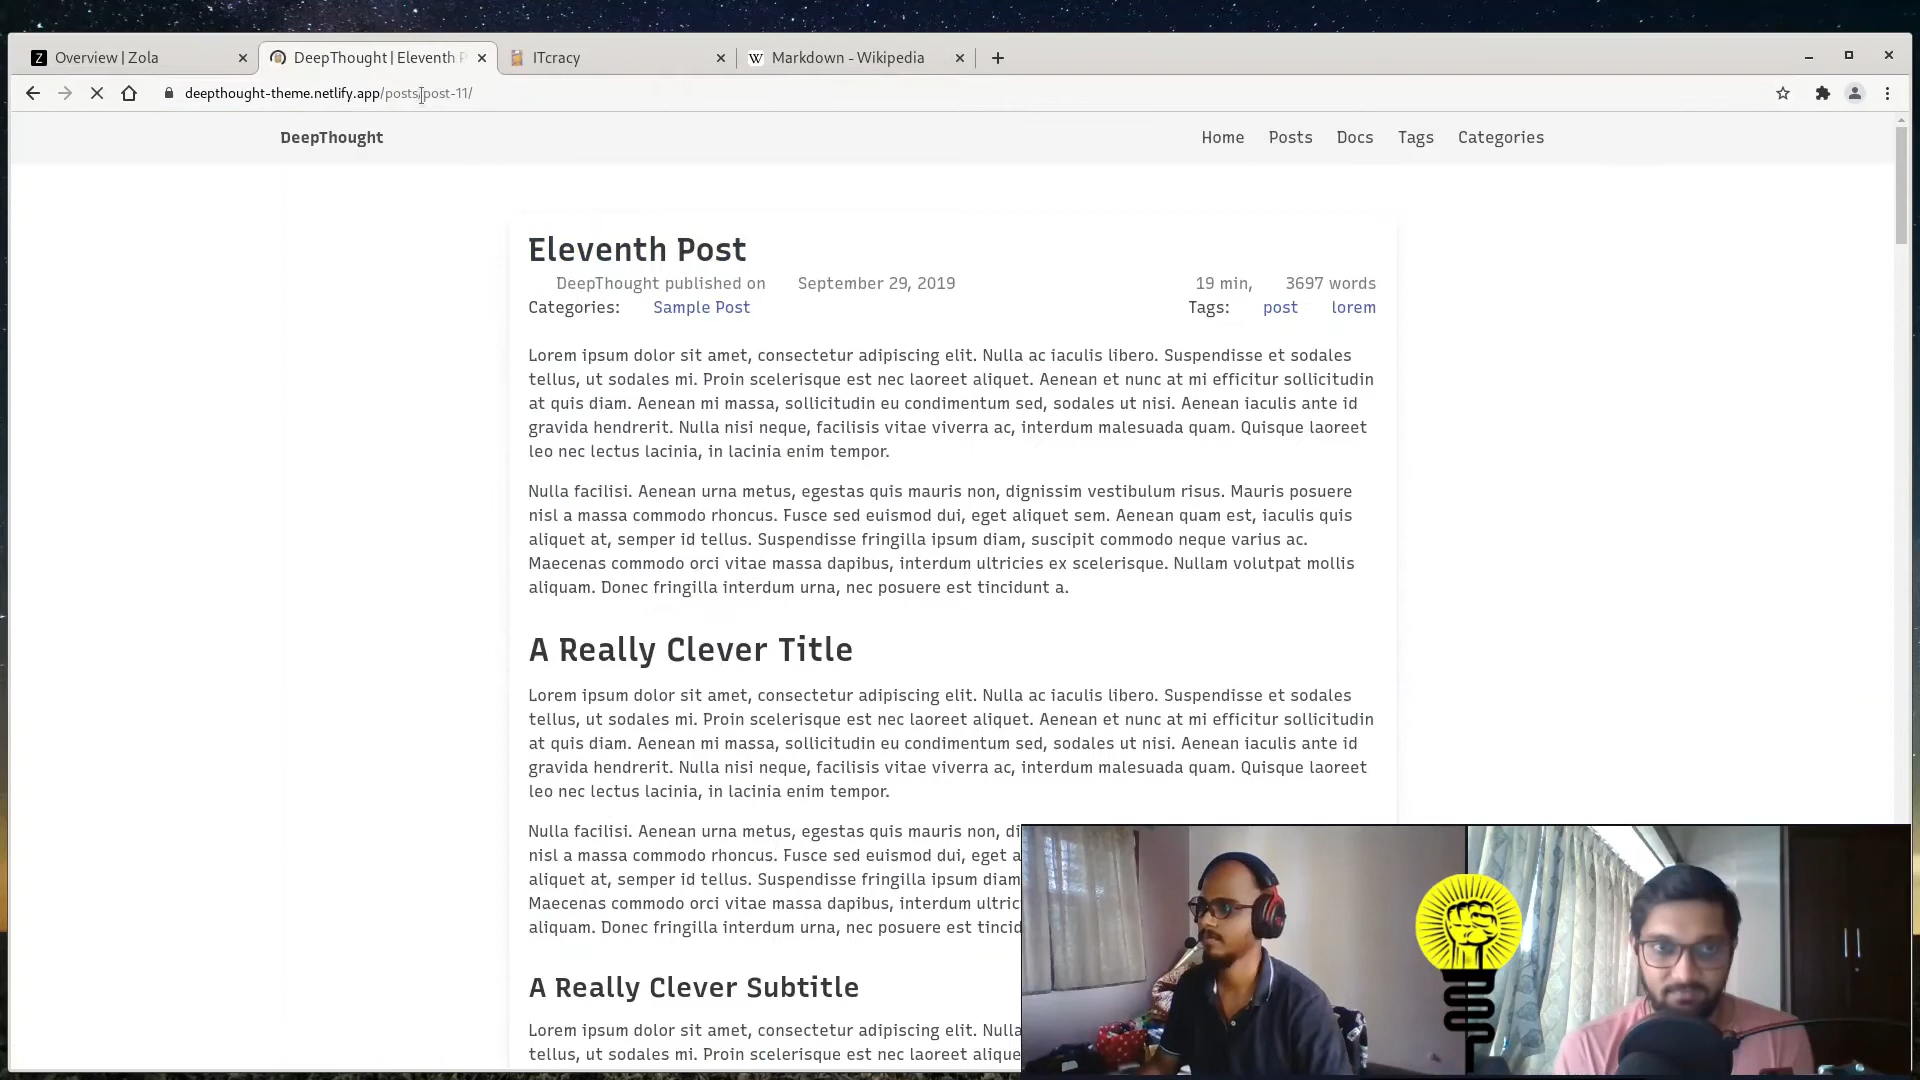 Overview | Zola
DeepThought | Eleventh P
ITcracy
Markdown - Wikipedia
deepthought-theme.netlify.app/posts/post-11/
DeepThought
Home Posts Docs Tags Categories
Eleventh Post
DeepThought published on September 29, 2019 19 min, 3697 words
Categories: Sample Post Tags: post lorem
Lorem ipsum dolor sit amet, consectetur adipiscing elit. Nulla ac iaculis libero. Suspendisse et sodales
tellus, ut sodales mi. Proin scelerisque est nec laoreet aliquet. Aenean et nunc at mi efficitur sollicitudin
at quis diam. Aenean mi massa, sollicitudin eu condimentum sed, sodales ut nisi. Aenean iaculis ante id
gravida hendrerit. Nulla nisi neque, facilisis vitae viverra ac, interdum malesuada quam. Quisque laoreet
leo nec lectus lacinia, in lacinia enim tempor.
Nulla facilisi. Aenean urna metus, egestas quis mauris non, dignissim vestibulum risus. Mauris posuere
nisl a massa commodo rhoncus. Fusce sed euismod dui, eget aliquet sem. Aenean quam est, iaculis quis
aliquet at, semper id tellus. Suspendisse fringilla ipsum diam, suscipit commodo neque varius ac.
Maecenas commodo orci vitae massa dapibus, interdum ultricies ex scelerisque. Nullam volutpat mollis
aliquam. Donec fringilla interdum urna, nec posuere est tincidunt a.
A Really Clever Title
Lorem ipsum dolor sit amet, consectetur adipiscing elit. Nulla ac iaculis libero. Suspendisse et sodales
tellus, ut sodales mi. Proin scelerisque est nec laoreet aliquet. Aenean et nunc at mi efficitur sollicitudin
at quis diam. Aenean mi massa, sollicitudin eu condimentum sed, sodales ut nisi. Aenean iaculis ante id
gravida hendrerit. Nulla nisi neque, facilisis vitae viverra ac, interdum malesuada quam. Quisque laoreet
leo nec lectus lacinia, in lacinia enim tempor.
Nulla facilisi. Aenean urna metus, egestas quis mauris non, di
nisl a massa commodo rhoncus. Fusce sed euismod dui, eget a
aliquet at, semper id tellus. Suspendisse fringilla ipsum diam
Maecenas commodo orci vitae massa dapibus, interdum ultric
aliquam. Donec fringilla interdum urna, nec posuere est tincid
A Really Clever Subtitle
Lorem ipsum dolor sit amet, consectetur adipiscing elit. Nulla
tellus, ut sodales mi. Proin scelerisque est nec laoreet alique